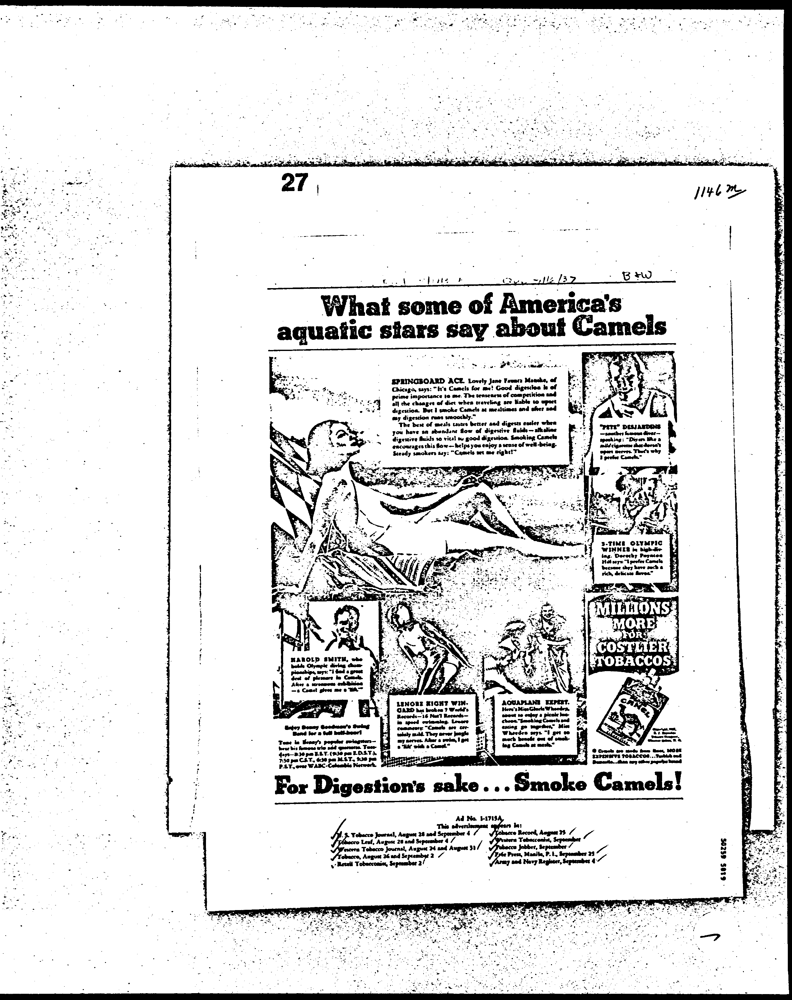 27
1146 m
B+W
What some of America's
aquatic stars say about Camels
SPRINGBOARD ACE. Lovely Jane Fauntz Manske, of
Chicago, says: "It's Camels for me! Good digestion is of
prime importance to me. The tenseness of competition and
all the changes of diet when traveling are liable to upset
digestion. But I smoke Camels at mealtimes and after and
my digestion runs smoothly."
The best of meals tastes better and digests easier when
you have an abundant flow of digestive fluids—alkaline
digestive fluids so vital to good digestion. Smoking Camels
encourages this flow—helps you enjoy a sense of well-being.
Steady smokers say: "Camels set me right!"
"PETE" DESJARDINS
—another famous diver—
speaking: "Divers like a
mild cigarette that doesn't
upset nerves. That's why
I prefer Camels."
3-TIME OLYMPIC
WINNER in high-div-
ing. Dorothy Poynton
Hill says: "I prefer Camels
because they have such a
rich, delicate flavor."
MILLIONS
MORE
FOR
COSTLIER
TOBACCOS
CAMEL
HAROLD SMITH, who
holds Olympic diving cham-
pionships, says: "I find a great
deal of pleasure in Camels.
After a strenuous exhibition
—a Camel gives me a 'lift.'"
LENORE KIGHT WIN-
GARD has broken 7 World's
Records—16 Nat'l Records—
in speed swimming. Lenore
comments: "Camels are cer-
tainly mild. They never jangle
my nerves. After a swim, I get
a 'lift' with a Camel."
AQUAPLANE EXPERT.
Here's Miss Gloria Wheeden,
about to enjoy a picnic lun-
cheon. "Smoking Camels and
eating go together," Miss
Wheeden says. "I get so
much benefit out of smok-
ing Camels at meals."
Enjoy Benny Goodman's Swing
Band for a full half-hour!
Tune in Benny's popular swingsters—
hear his famous trio and quartette. Tues-
days—8:30 pm E.S.T. (9:30 pm E.D.S.T.),
7:30 pm C.S.T., 6:30 pm M.S.T., 5:30 pm
P.S.T., over WABC-Columbia Network.
Camels are made from finer, MORE
EXPENSIVE TOBACCOS...Turkish and
Domestic...than any other popular brand
For Digestion's sake...Smoke Camels!
Ad No. 1-1715A
This advertisement appears in:
U. S. Tobacco Journal, August 28 and September 4
Tobacco Leaf, August 28 and September 4
Western Tobacco Journal, August 24 and August 31
Tobacco, August 26 and September 2
Retail Tobacconist, September 2
Tobacco Record, August 25
Western Tobacconist, September
Tobacco Jobber, September
Free Press, Manila, P. I., September 25
Army and Navy Register, September 4
50259 5019